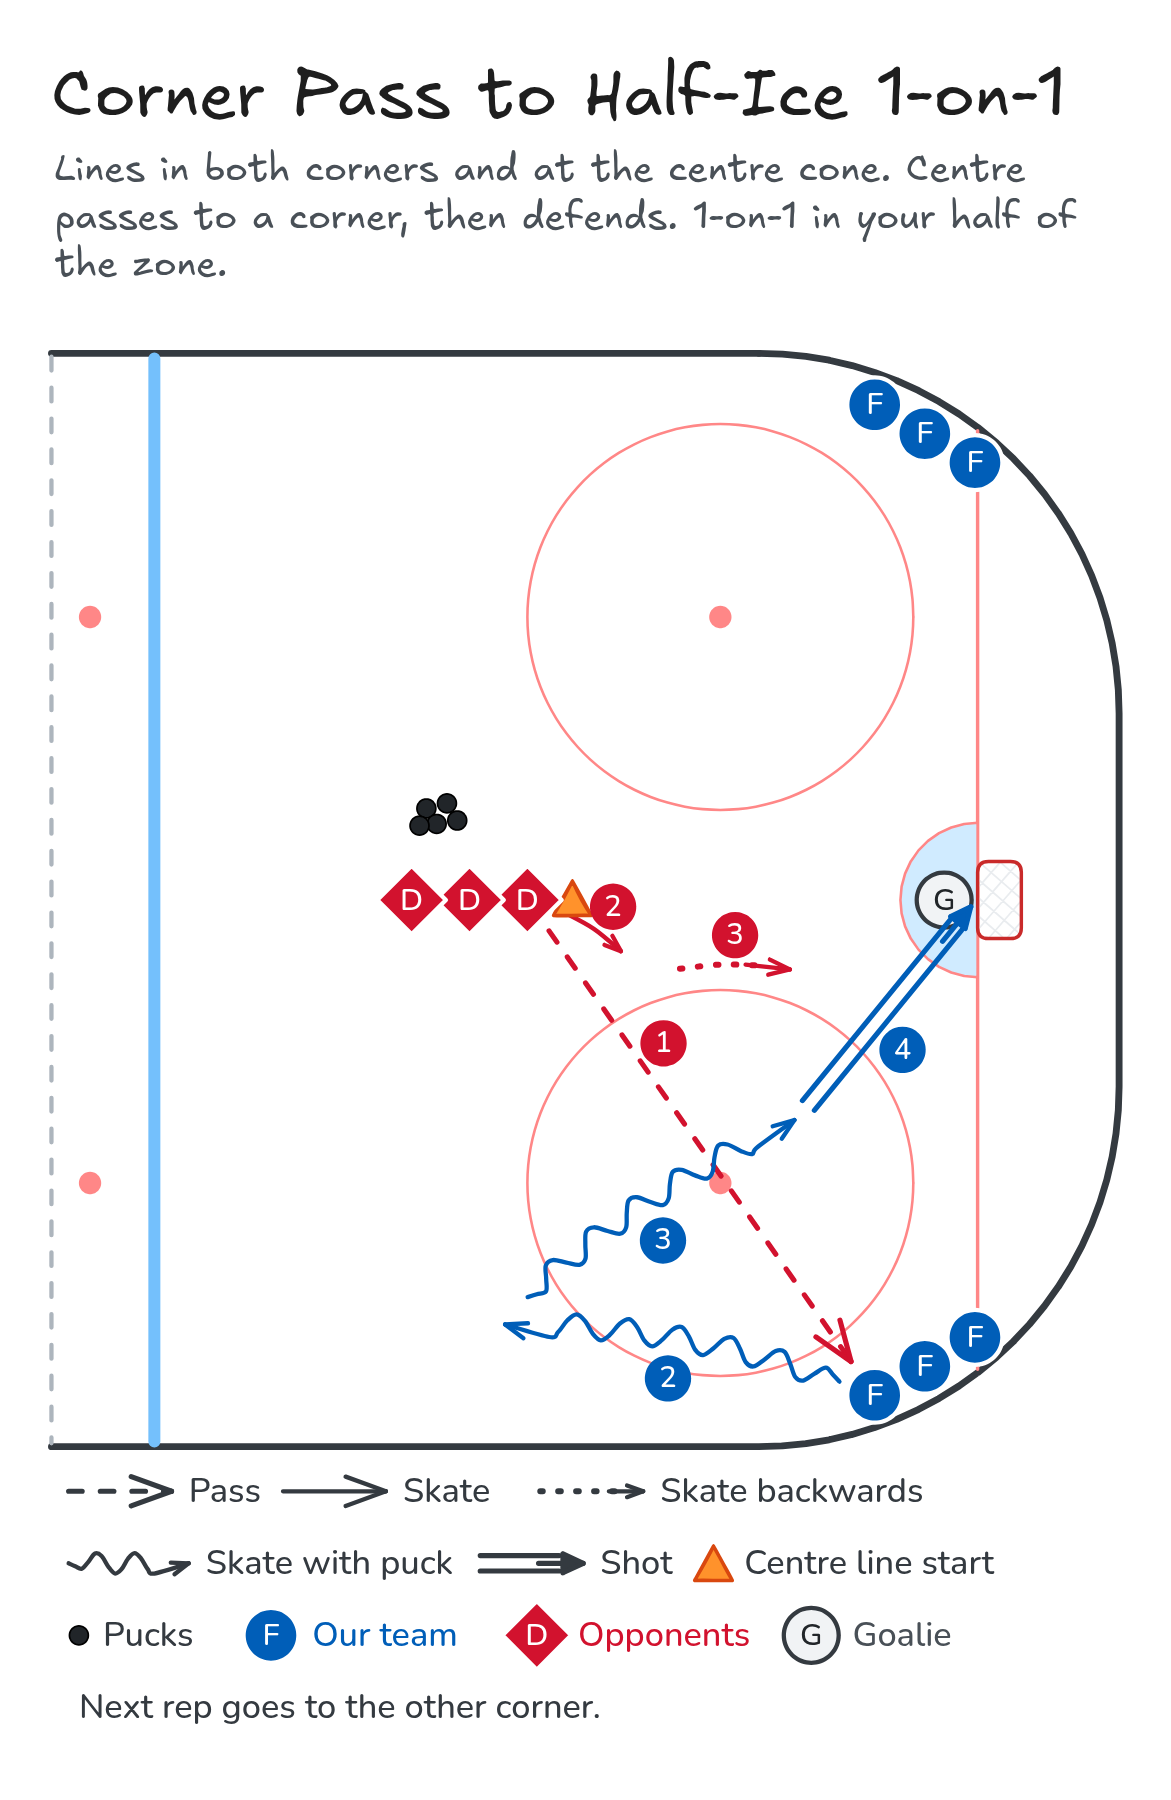 Corner Pass to Half-Ice 1-on-1
Lines in both corners and at the centre cone. Centre
passes to a corner, then defends. 1-on-1 in your half of
the zone.
F
F
F
D D D 2
3
G
1
4
3
2
F
F
F
Pass Skate Skate backwards
Skate with puck Shot Centre line start
Pucks F Our team D Opponents G Goalie
Next rep goes to the other corner.